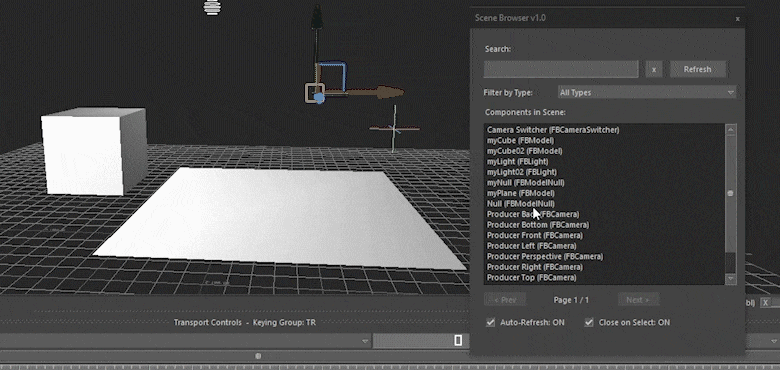 Scene Browser v1.0
x
Search:
x
Refresh
Filter by Type:
All Types
Components in Scene:
Camera Switcher (FBCameraSwitcher)
myCube (FBModel)
myCube02 (FBModel)
myLight (FBLight)
myLight02 (FBLight)
myNull (FBModelNull)
myPlane (FBModel)
Null (FBModelNull)
Producer Back (FBCamera)
Producer Bottom (FBCamera)
Producer Front (FBCamera)
Producer Left (FBCamera)
Producer Perspective (FBCamera)
Producer Right (FBCamera)
Producer Top (FBCamera)
< Prev
Page 1 / 1
Next >
Auto-Refresh: ON
Close on Select: ON
Transport Controls - Keying Group: TR
bl)
X